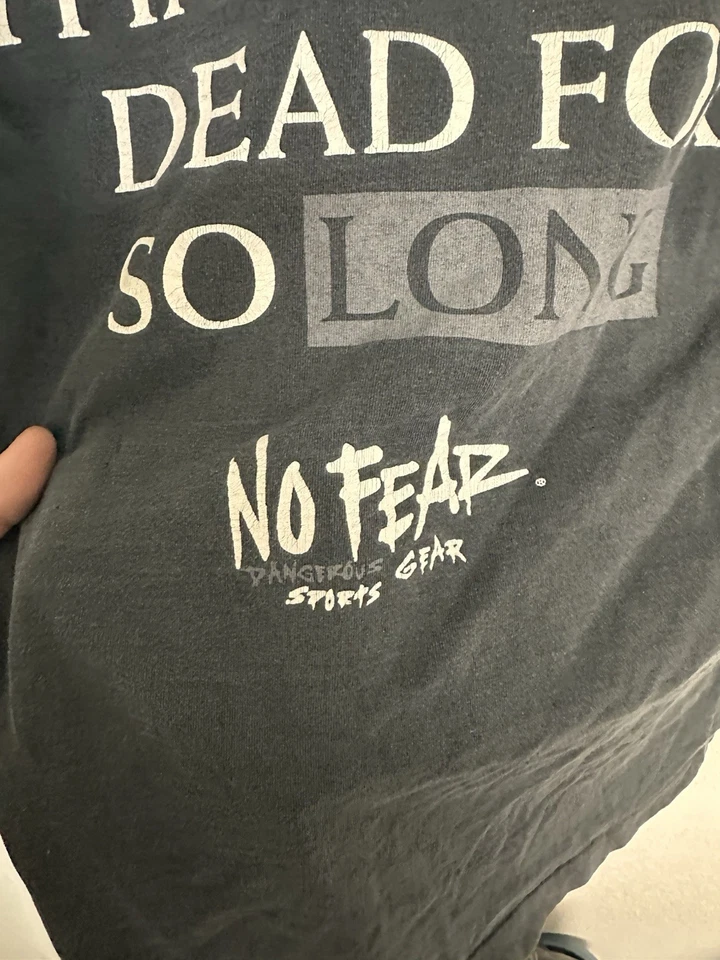 DEAD FO
SO LONG
NO FEAR®
DANGEROUS GEAR
SPORTS